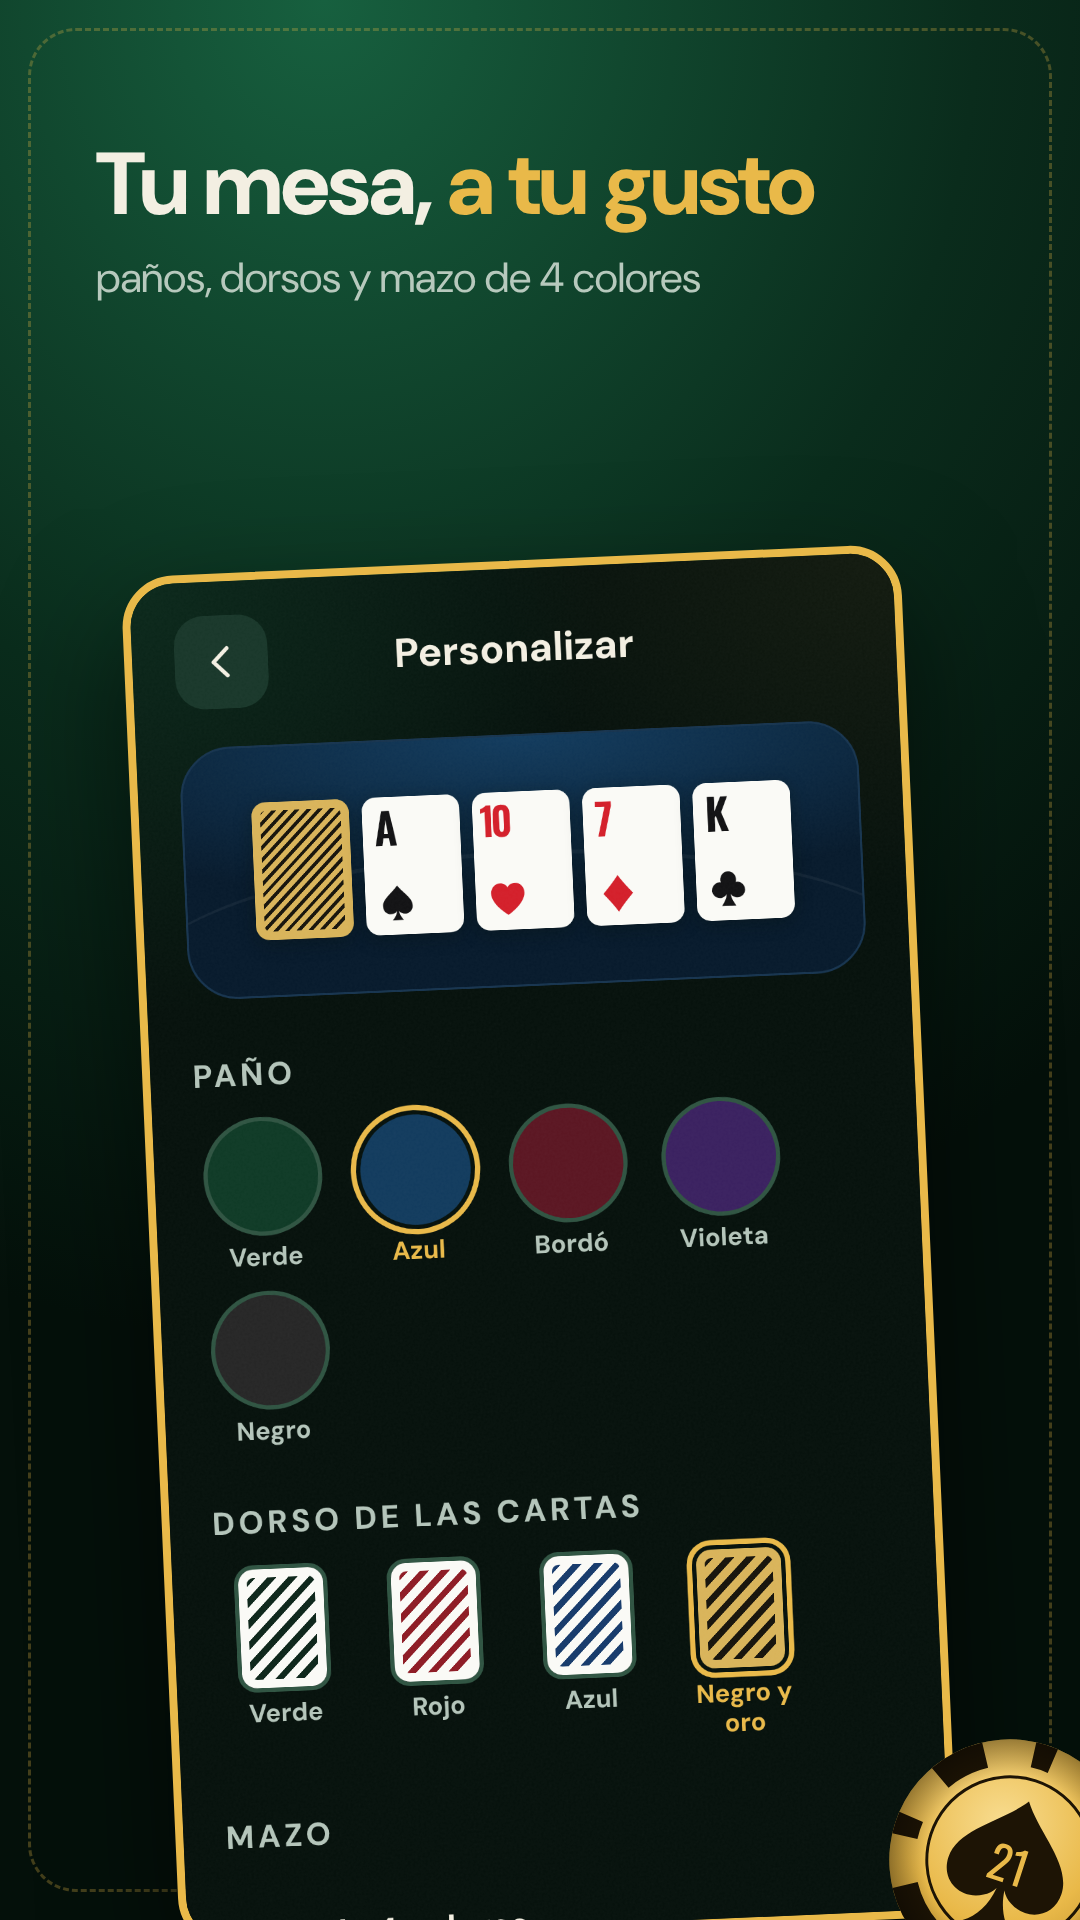 Tu mesa, a tu gusto
paños, dorsos y mazo de 4 colores
Personalizar
A 10 7 K
PAÑO
Verde Azul Bordó Violeta
Negro
DORSO DE LAS CARTAS
Verde Rojo Azul Negro y
oro
MAZO
21